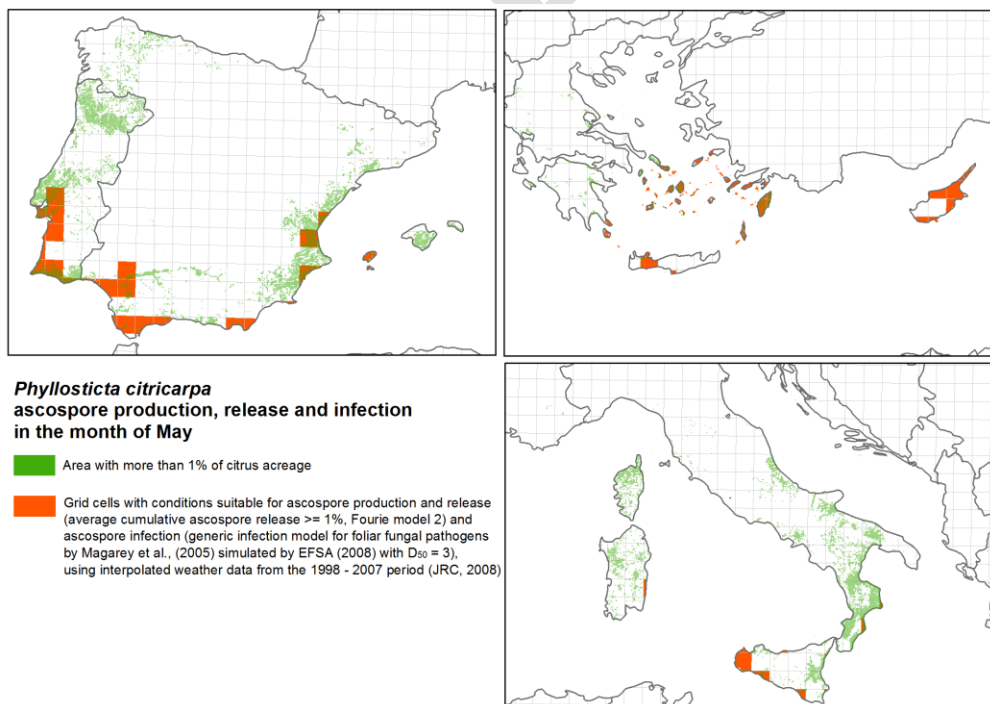 Phyllosticta citricarpa
ascospore production, release and infection
in the month of May
Area with more than 1% of citrus acreage
Grid cells with conditions suitable for ascospore production and release
(average cumulative ascospore release >= 1%, Fourie model 2) and
ascospore infection (generic infection model for foliar fungal pathogens
by Magarey et al., (2005) simulated by EFSA (2008) with D50 = 3),
using interpolated weather data from the 1998 - 2007 period (JRC, 2008)